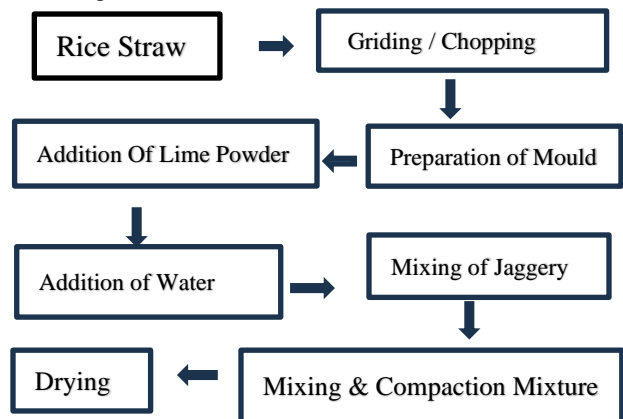 Rice Straw
Griding / Chopping
Preparation of Mould
Addition Of Lime Powder
Addition of Water
Mixing of Jaggery
Mixing & Compaction Mixture
Drying